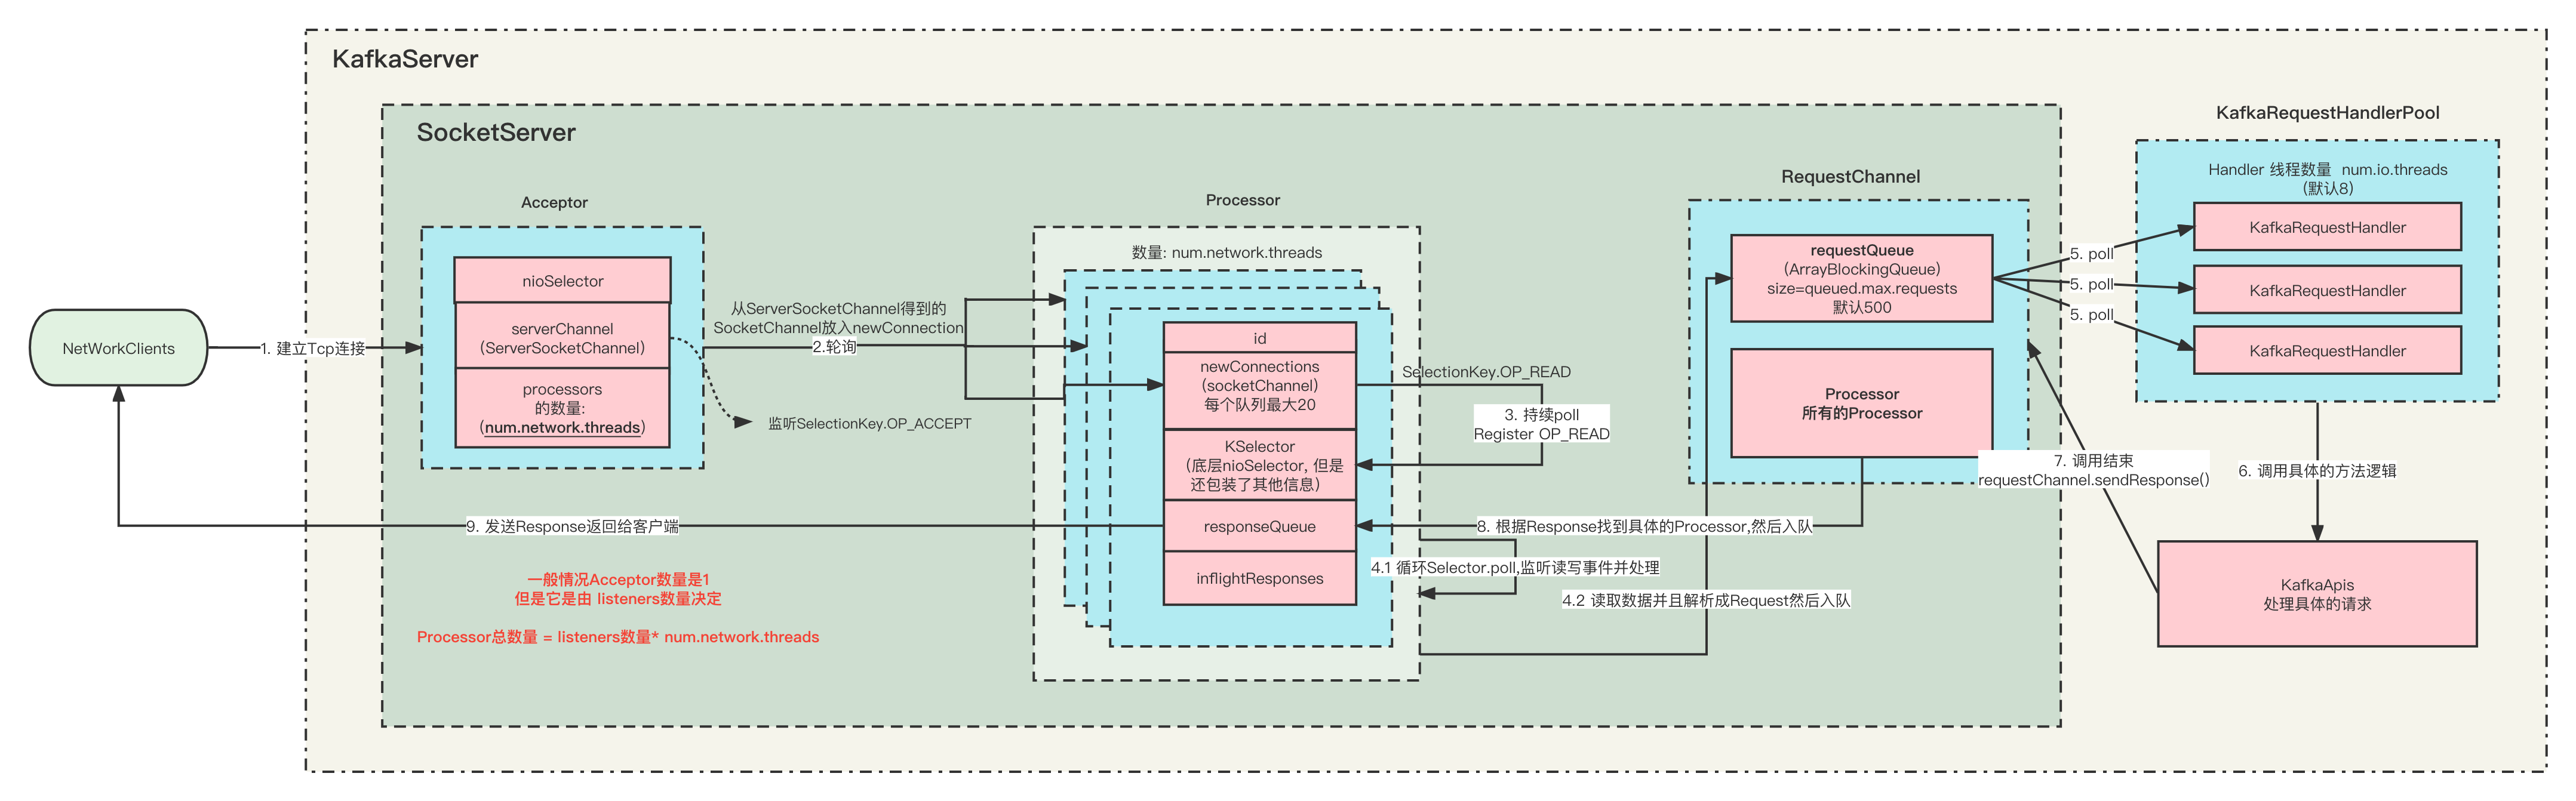 KafkaServer
SocketServer
NetWorkClients
1. 建立Tcp连接
Acceptor
nioSelector
serverChannel
(ServerSocketChannel)
processors
的数量:
(num.network.threads)
从ServerSocketChannel得到的
SocketChannel放入newConnection
2.轮询
监听SelectionKey.OP_ACCEPT
Processor
数量: num.network.threads
id
newConnections
(socketChannel)
每个队列最大20
KSelector
(底层nioSelector, 但是
还包装了其他信息)
responseQueue
inflightResponses
SelectionKey.OP_READ
3. 持续poll
Register OP_READ
4.1 循环Selector.poll,监听读写事件并处理
4.2 读取数据并且解析成Request然后入队
RequestChannel
requestQueue
(ArrayBlockingQueue)
size=queued.max.requests
默认500
Processor
所有的Processor
5. poll
5. poll
5. poll
KafkaRequestHandlerPool
Handler 线程数量 num.io.threads
(默认8)
KafkaRequestHandler
KafkaRequestHandler
KafkaRequestHandler
6. 调用具体的方法逻辑
KafkaApis
处理具体的请求
7. 调用结束
requestChannel.sendResponse()
8. 根据Response找到具体的Processor,然后入队
9. 发送Response返回给客户端
一般情况Acceptor数量是1
但是它是由 listeners数量决定
Processor总数量 = listeners数量* num.network.threads